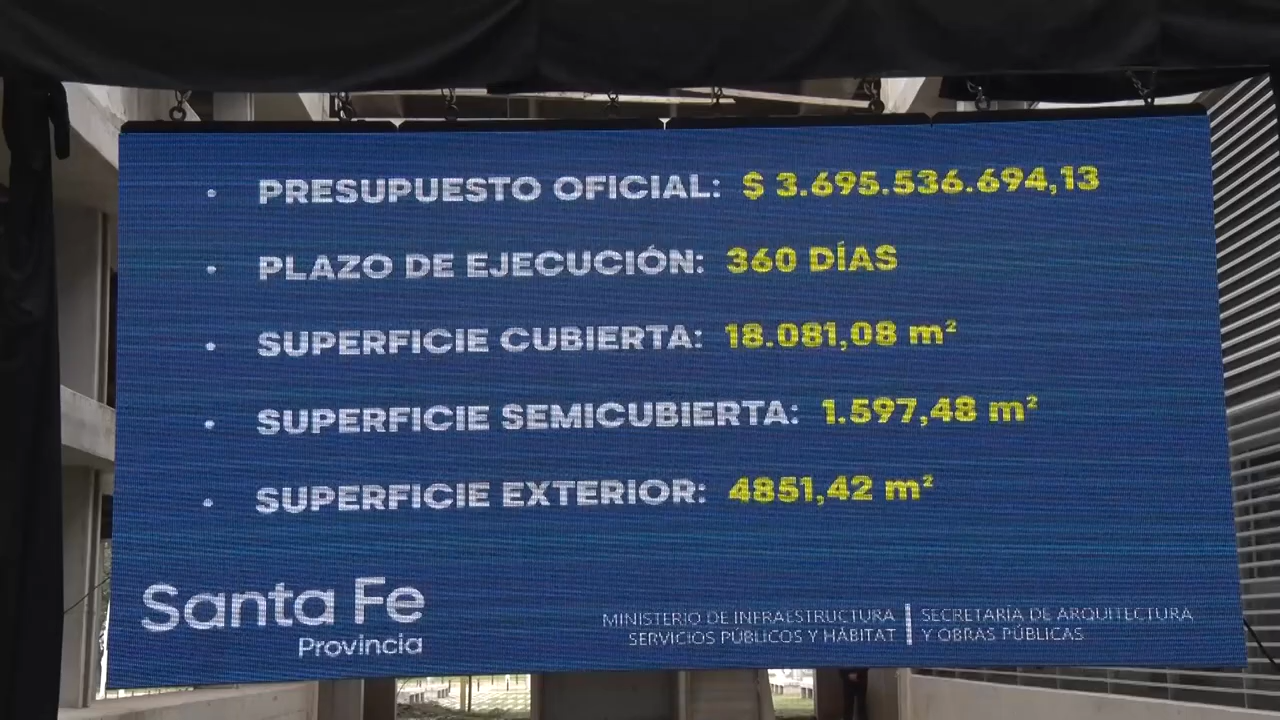 • PRESUPUESTO OFICIAL: $ 3.695.536.694,13
• PLAZO DE EJECUCIÓN: 360 DÍAS
• SUPERFICIE CUBIERTA: 18.081,08 m²
• SUPERFICIE SEMICUBIERTA: 1.597,48 m²
• SUPERFICIE EXTERIOR: 4851,42 m²
Santa Fe
Provincia
MINISTERIO DE INFRAESTRUCTURA
SERVICIOS PÚBLICOS Y HÁBITAT
SECRETARÍA DE ARQUITECTURA
Y OBRAS PÚBLICAS